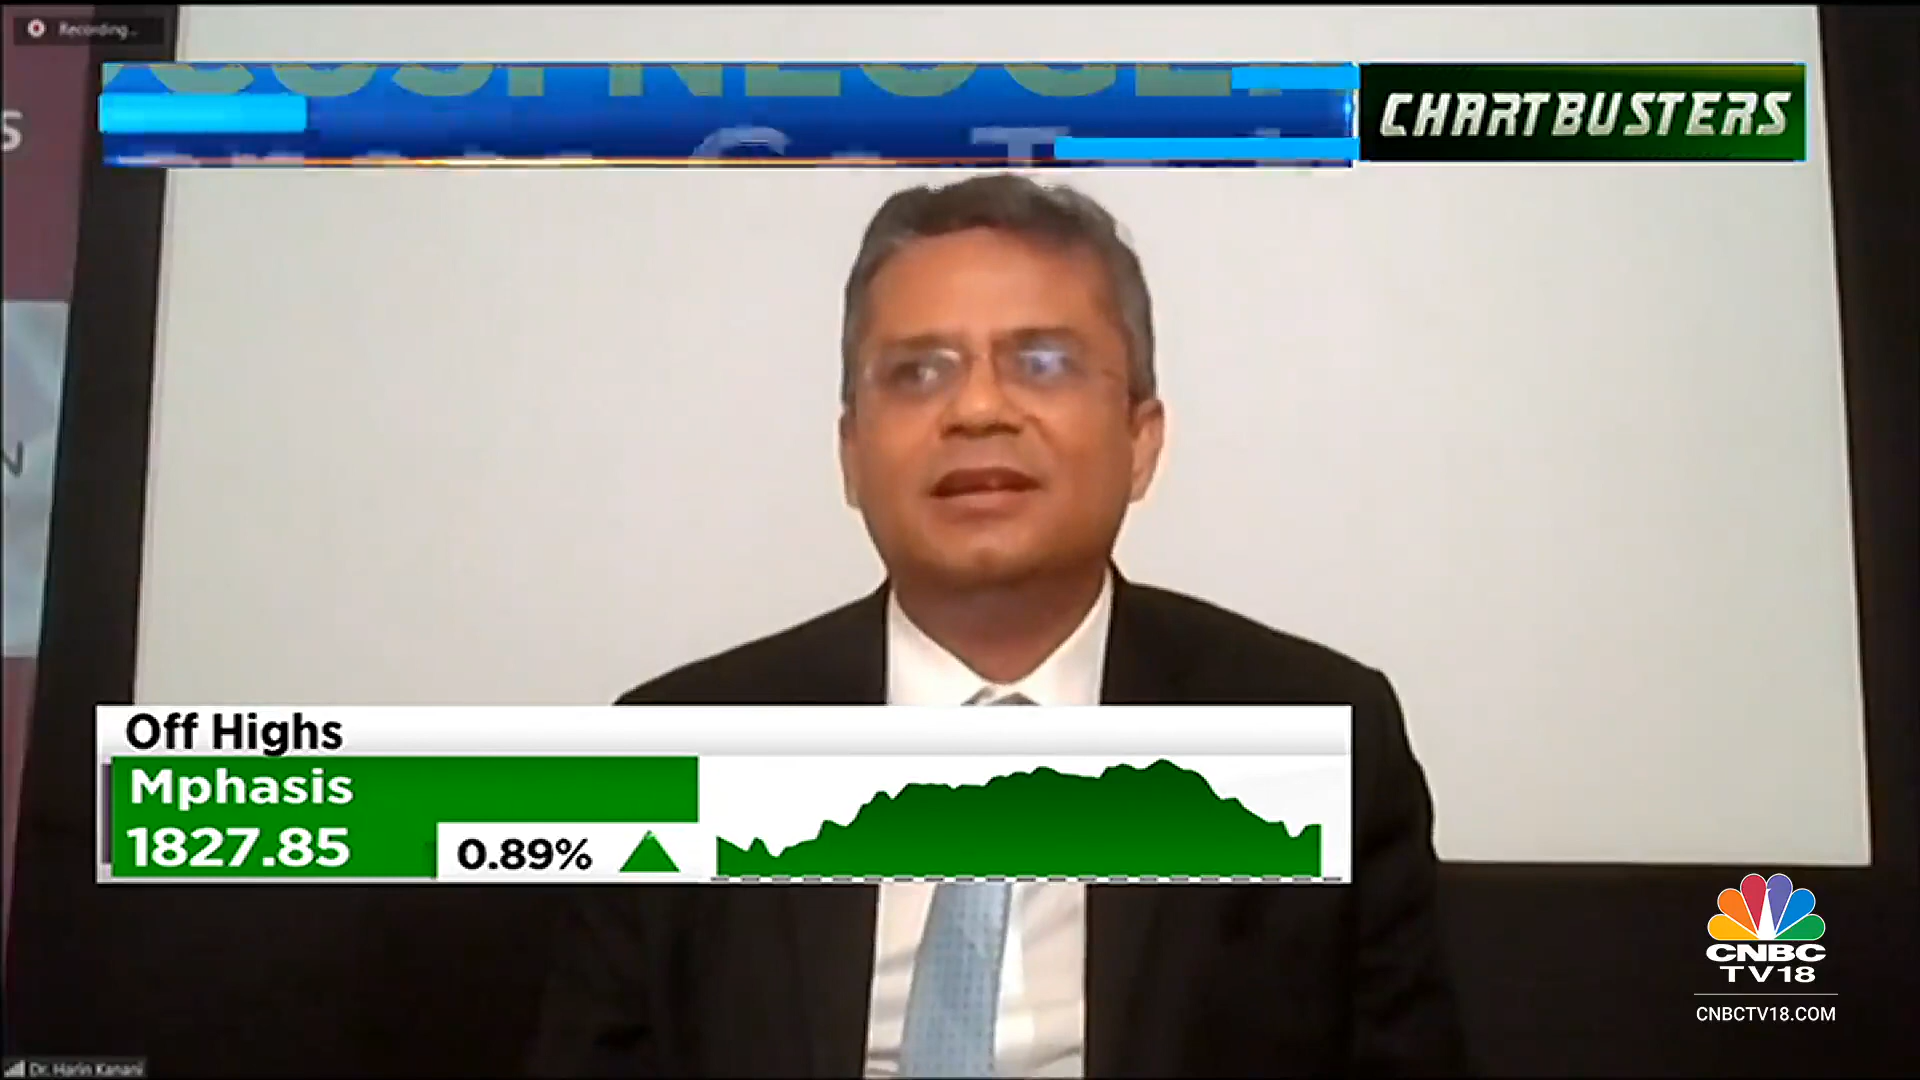 Recording...
S
CHARTBUSTERS
N
Off Highs
Mphasis
1827.85
0.89%
CNBC
TV18
CNBCTV18.COM
Dr. Harin Kanani